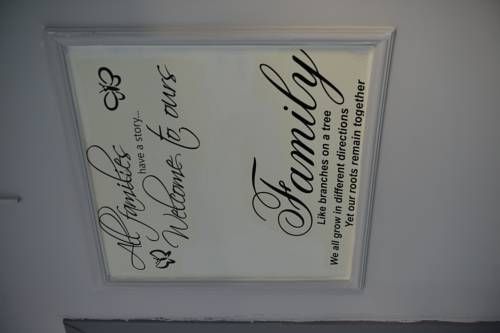 All families
have a story...
Welcome to ours
Family
Like branches on a tree
We all grow in different directions
Yet our roots remain together